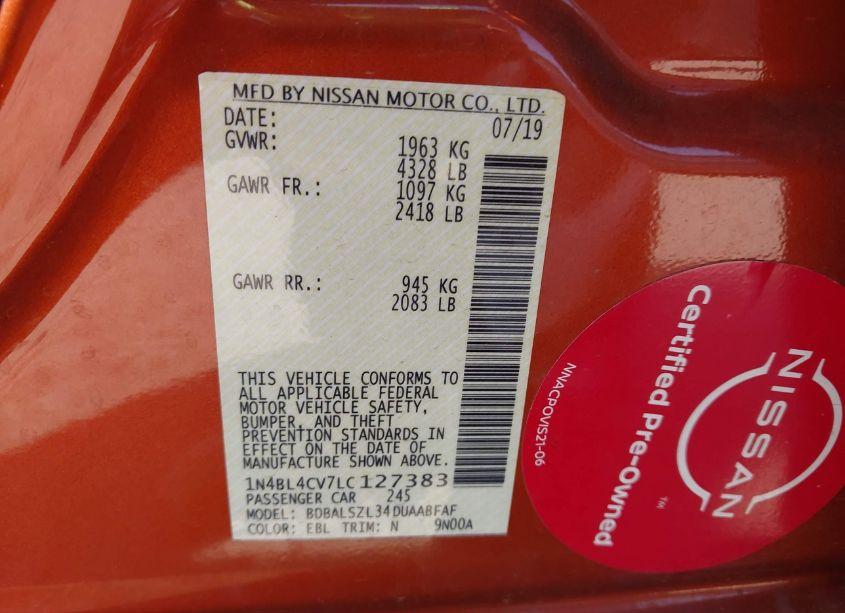 MFD BY NISSAN MOTOR CO., LTD.
DATE: 07/19
GVWR: 1963 KG
4328 LB
GAWR FR.: 1097 KG
2418 LB
GAWR RR.: 945 KG
2083 LB
THIS VEHICLE CONFORMS TO
ALL APPLICABLE FEDERAL
MOTOR VEHICLE SAFETY,
BUMPER, AND THEFT
PREVENTION STANDARDS IN
EFFECT ON THE DATE OF
MANUFACTURE SHOWN ABOVE.
1N4BL4CV7LC127383
PASSENGER CAR 245
MODEL: BDBALSZL34DUAABFAF
COLOR: EBL TRIM: N 9N00A
NISSAN
Certified Pre-Owned
NNACPOVIS21-06